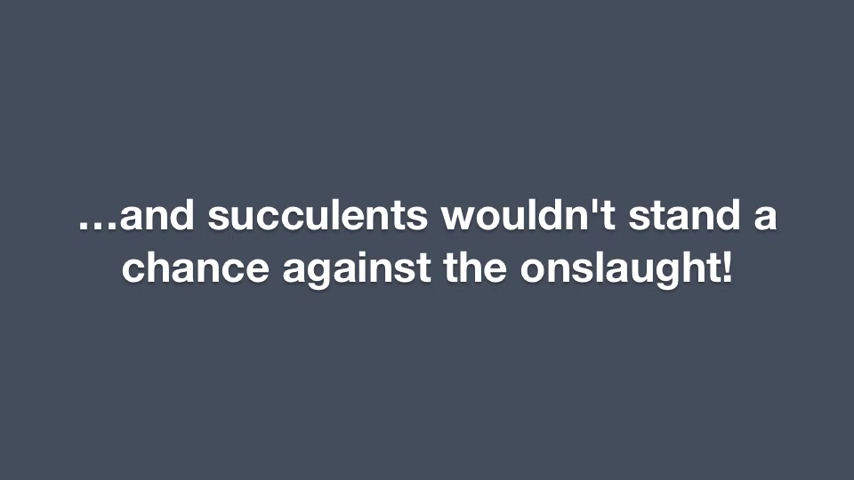 …and succulents wouldn't stand a
chance against the onslaught!